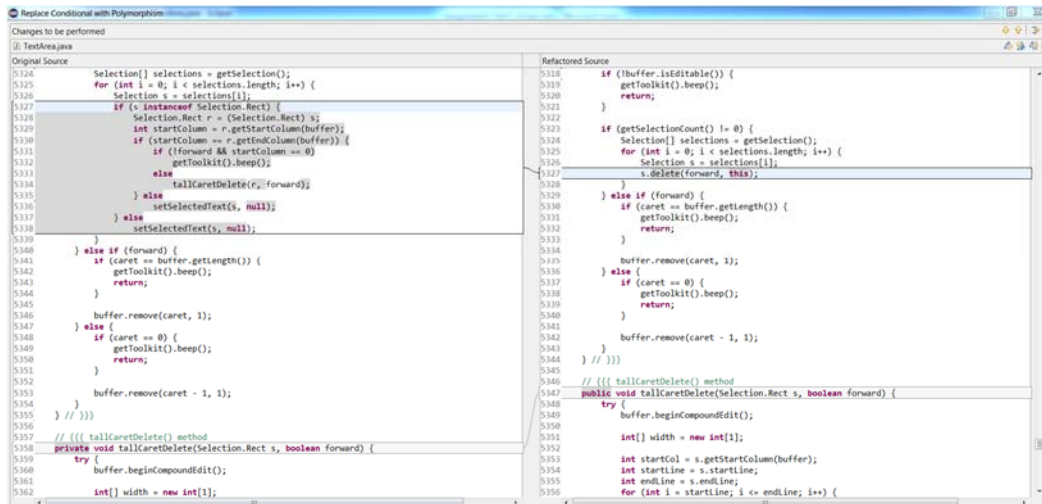 Replace Conditional with Polymorphism
Changes to be performed
TextArea.java
Original Source
5324 Selection[] selections = getSelection();
5325 for (int i = 0; i < selections.length; i++) {
5326 Selection s = selections[i];
5327 if (s instanceof Selection.Rect) {
5328 Selection.Rect r = (Selection.Rect) s;
5329 int startColumn = r.getStartColumn(buffer);
5330 if (startColumn == r.getEndColumn(buffer)) {
5331 if (!forward && startColumn == 0)
5332 getToolkit().beep();
5333 else
5334 tallCaretDelete(r, forward);
5335 } else
5336 setSelectedText(s, null);
5337 } else
5338 setSelectedText(s, null);
5339 }
5340 } else if (forward) {
5341 if (caret == buffer.getLength()) {
5342 getToolkit().beep();
5343 return;
5344 }
5345
5346 buffer.remove(caret, 1);
5347 } else {
5348 if (caret == 0) {
5349 getToolkit().beep();
5350 return;
5351 }
5352
5353 buffer.remove(caret - 1, 1);
5354 }
5355 } // }}}
5356
5357 // {{{ tallCaretDelete() method
5358 private void tallCaretDelete(Selection.Rect s, boolean forward) {
5359 try {
5360 buffer.beginCompoundEdit();
5361
5362 int[] width = new int[1];
Refactored Source
5318 if (!buffer.isEditable()) {
5319 getToolkit().beep();
5320 return;
5321 }
5322
5323 if (getSelectionCount() != 0) {
5324 Selection[] selections = getSelection();
5325 for (int i = 0; i < selections.length; i++) {
5326 Selection s = selections[i];
5327 s.delete(forward, this);
5328 }
5329 } else if (forward) {
5330 if (caret == buffer.getLength()) {
5331 getToolkit().beep();
5332 return;
5333 }
5334
5335 buffer.remove(caret, 1);
5336 } else {
5337 if (caret == 0) {
5338 getToolkit().beep();
5339 return;
5340 }
5341
5342 buffer.remove(caret - 1, 1);
5343 }
5344 } // }}}
5345
5346 // {{{ tallCaretDelete() method
5347 public void tallCaretDelete(Selection.Rect s, boolean forward) {
5348 try {
5349 buffer.beginCompoundEdit();
5350
5351 int[] width = new int[1];
5352
5353 int startCol = s.getStartColumn(buffer);
5354 int startLine = s.startLine;
5355 int endLine = s.endLine;
5356 for (int i = startLine; i <= endLine; i++) {